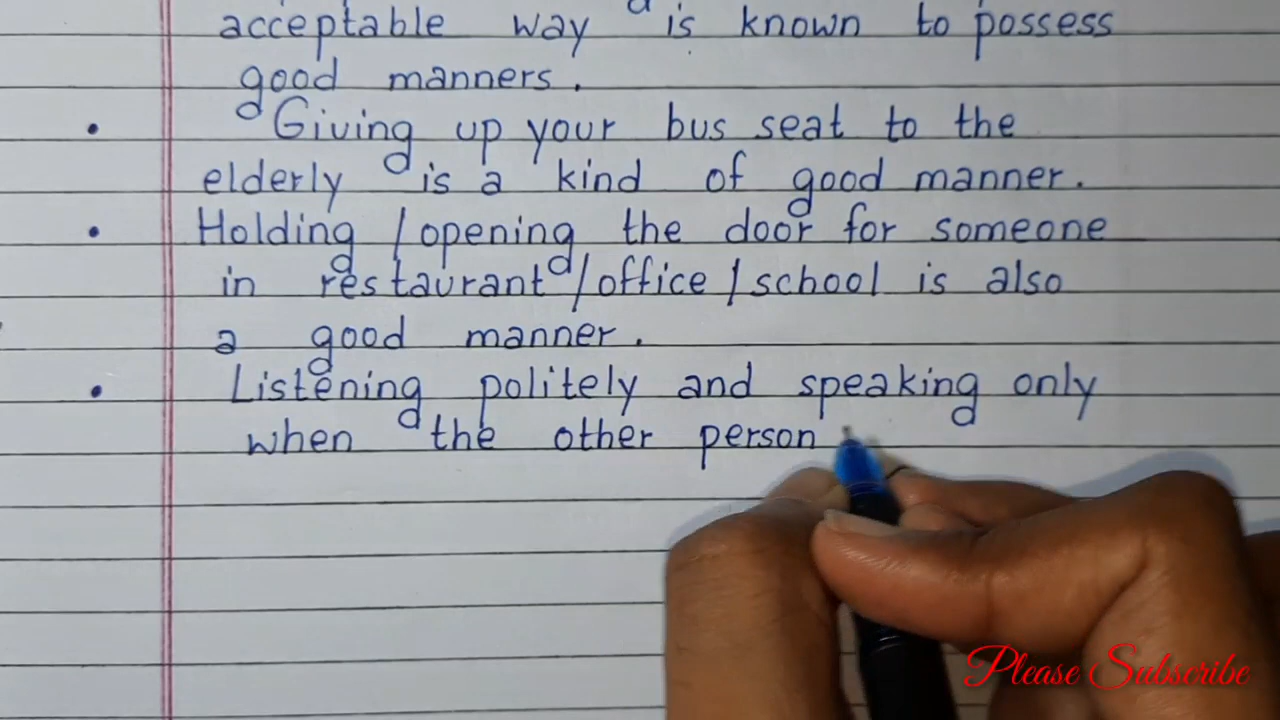 acceptable way is known to possess
good manners.
• Giving up your bus seat to the
elderly is a kind of good manner.
• Holding / opening the door for someone
in restaurant / office / school is also
a good manner.
• Listening politely and speaking only
when the other person
Please Subscribe